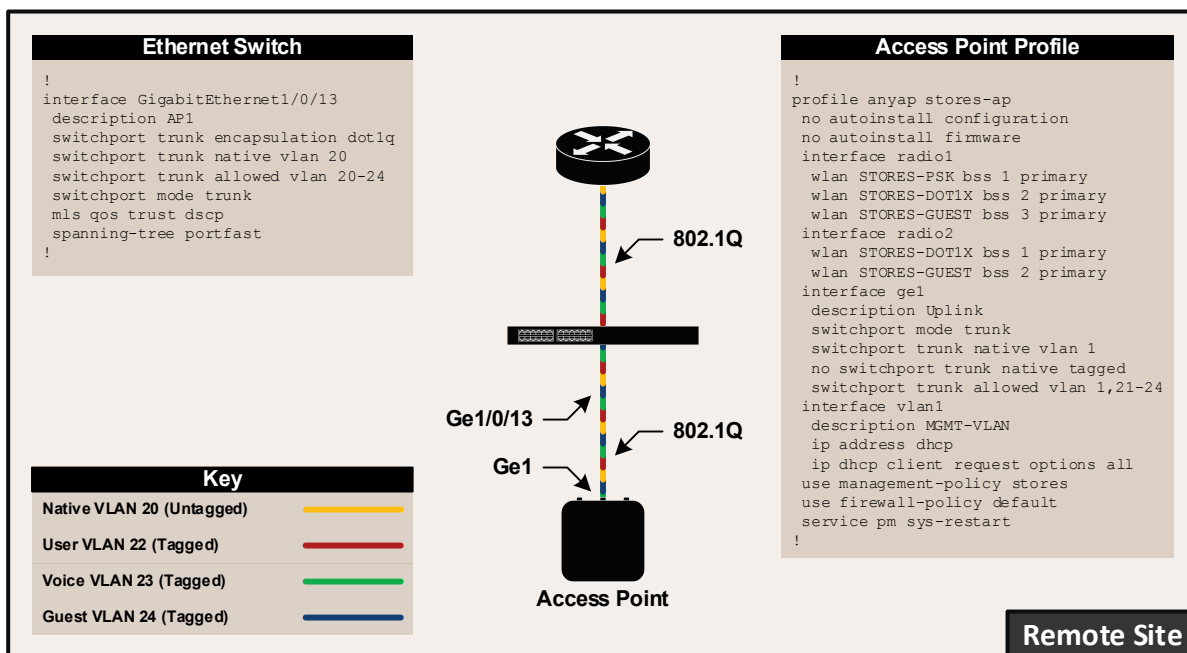 Ethernet Switch
!
interface GigabitEthernet1/0/13
description AP1
switchport trunk encapsulation dot1q
switchport trunk native vlan 20
switchport trunk allowed vlan 20-24
switchport mode trunk
mls qos trust dscp
spanning-tree portfast
!
Access Point Profile
!
profile anyap stores-ap
no autoinstall configuration
no autoinstall firmware
interface radio1
wlan STORES-PSK bss 1 primary
wlan STORES-DOT1X bss 2 primary
wlan STORES-GUEST bss 3 primary
interface radio2
wlan STORES-DOT1X bss 1 primary
wlan STORES-GUEST bss 2 primary
interface ge1
description Uplink
switchport mode trunk
switchport trunk native vlan 1
no switchport trunk native tagged
switchport trunk allowed vlan 1,21-24
interface vlan1
description MGMT-VLAN
ip address dhcp
ip dhcp client request options all
use management-policy stores
use firewall-policy default
service pm sys-restart
!
802.1Q
Ge1/0/13
802.1Q
Ge1
Access Point
Key
Native VLAN 20 (Untagged)
User VLAN 22 (Tagged)
Voice VLAN 23 (Tagged)
Guest VLAN 24 (Tagged)
Remote Site